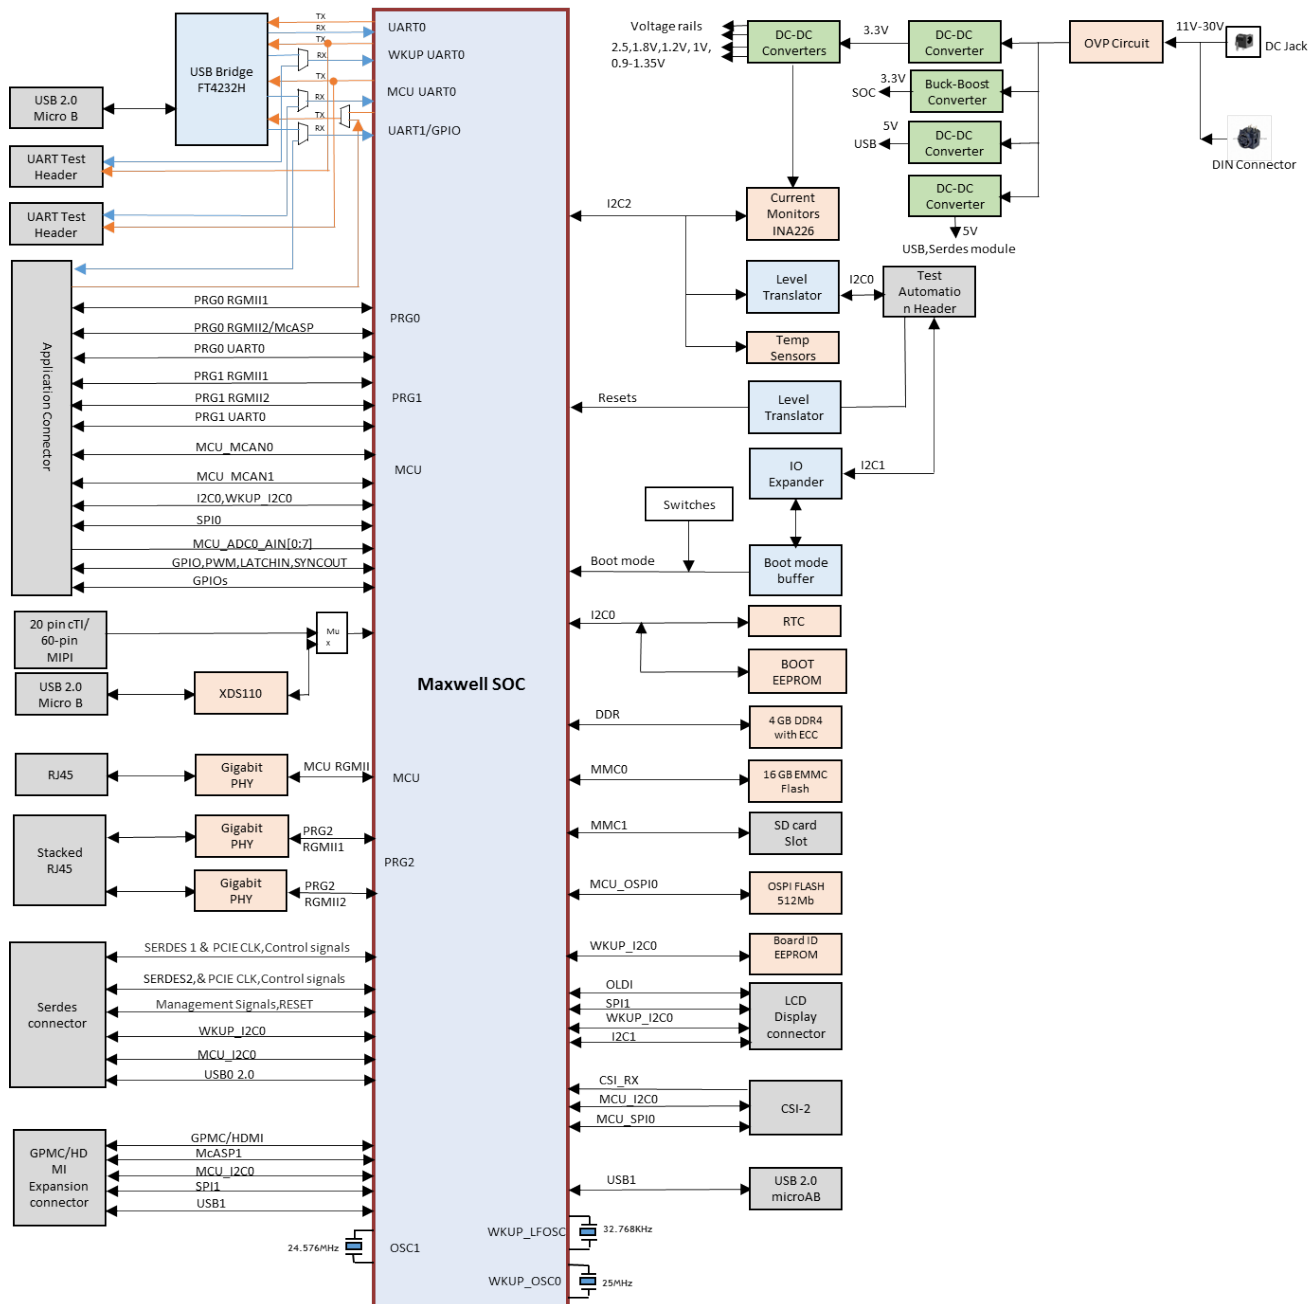 TX
RX
UART0
TX
RX
WKUP UART0
TX
RX
MCU UART0
TX
RX
UART1/GPIO
USB Bridge
FT4232H
USB 2.0
Micro B
UART Test
Header
UART Test
Header
Application Connector
PRG0 RGMII1
PRG0
PRG0 RGMII2/McASP
PRG0 UART0
PRG1 RGMII1
PRG1 RGMII2
PRG1
PRG1 UART0
MCU_MCAN0
MCU
MCU_MCAN1
I2C0,WKUP_I2C0
SPI0
MCU_ADC0_AIN[0:7]
GPIO,PWM,LATCHIN,SYNCOUT
GPIOs
20 pin cTI/
60-pin
MIPI
Mu
x
USB 2.0
Micro B
XDS110
Maxwell SOC
RJ45
Gigabit
PHY
MCU RGMII
MCU
Stacked
RJ45
Gigabit
PHY
PRG2
RGMII1
PRG2
Gigabit
PHY
PRG2
RGMII2
Serdes
connector
SERDES 1 & PCIE CLK,Control signals
SERDES2,& PCIE CLK,Control signals
Management Signals,RESET
WKUP_I2C0
MCU_I2C0
USB0 2.0
GPMC/HD
MI
Expansion
connector
GPMC/HDMI
McASP1
MCU_I2C0
SPI1
USB1
24.576MHz
OSC1
WKUP_LFOSC
32.768KHz
WKUP_OSC0
25MHz
Voltage rails
2.5,1.8V,1.2V, 1V,
0.9-1.35V
DC-DC
Converters
3.3V
DC-DC
Converter
OVP Circuit
11V-30V
DC Jack
3.3V
SOC
Buck-Boost
Converter
5V
USB
DC-DC
Converter
DIN Connector
DC-DC
Converter
5V
USB,Serdes module
I2C2
Current
Monitors
INA226
Level
Translator
I2C0
Test
Automatio
n Header
Temp
Sensors
Resets
Level
Translator
IO
Expander
I2C1
Switches
Boot mode
Boot mode
buffer
I2C0
RTC
BOOT
EEPROM
DDR
4 GB DDR4
with ECC
MMC0
16 GB EMMC
Flash
MMC1
SD card
Slot
MCU_OSPI0
OSPI FLASH
512Mb
WKUP_I2C0
Board ID
EEPROM
OLDI
SPI1
WKUP_I2C0
I2C1
LCD
Display
connector
CSI_RX
MCU_I2C0
MCU_SPI0
CSI-2
USB1
USB 2.0
microAB